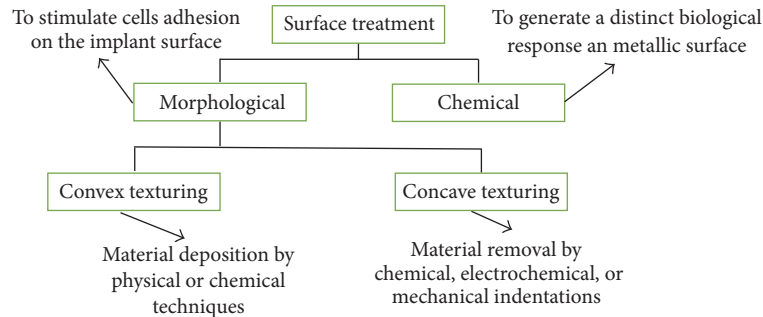 To stimulate cells adhesion
on the implant surface
Surface treatment
To generate a distinct biological
response an metallic surface
Morphological
Chemical
Convex texturing
Concave texturing
Material deposition by
physical or chemical
techniques
Material removal by
chemical, electrochemical, or
mechanical indentations